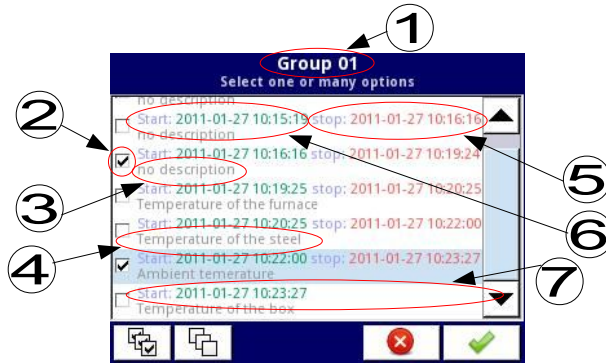 1
Group 01
Select one or many options
no description
Start: 2011-01-27 10:15:19 stop: 2011-01-27 10:16:16
no description
2
Start: 2011-01-27 10:16:16 stop: 2011-01-27 10:19:24
no description
5
3
Start: 2011-01-27 10:19:25 stop: 2011-01-27 10:20:25
Temperature of the furnace
6
Start: 2011-01-27 10:20:25 stop: 2011-01-27 10:22:00
Temperature of the steel
4
Start: 2011-01-27 10:22:00 stop: 2011-01-27 10:23:27
Ambient temerature
7
Start: 2011-01-27 10:23:27
Temperature of the box